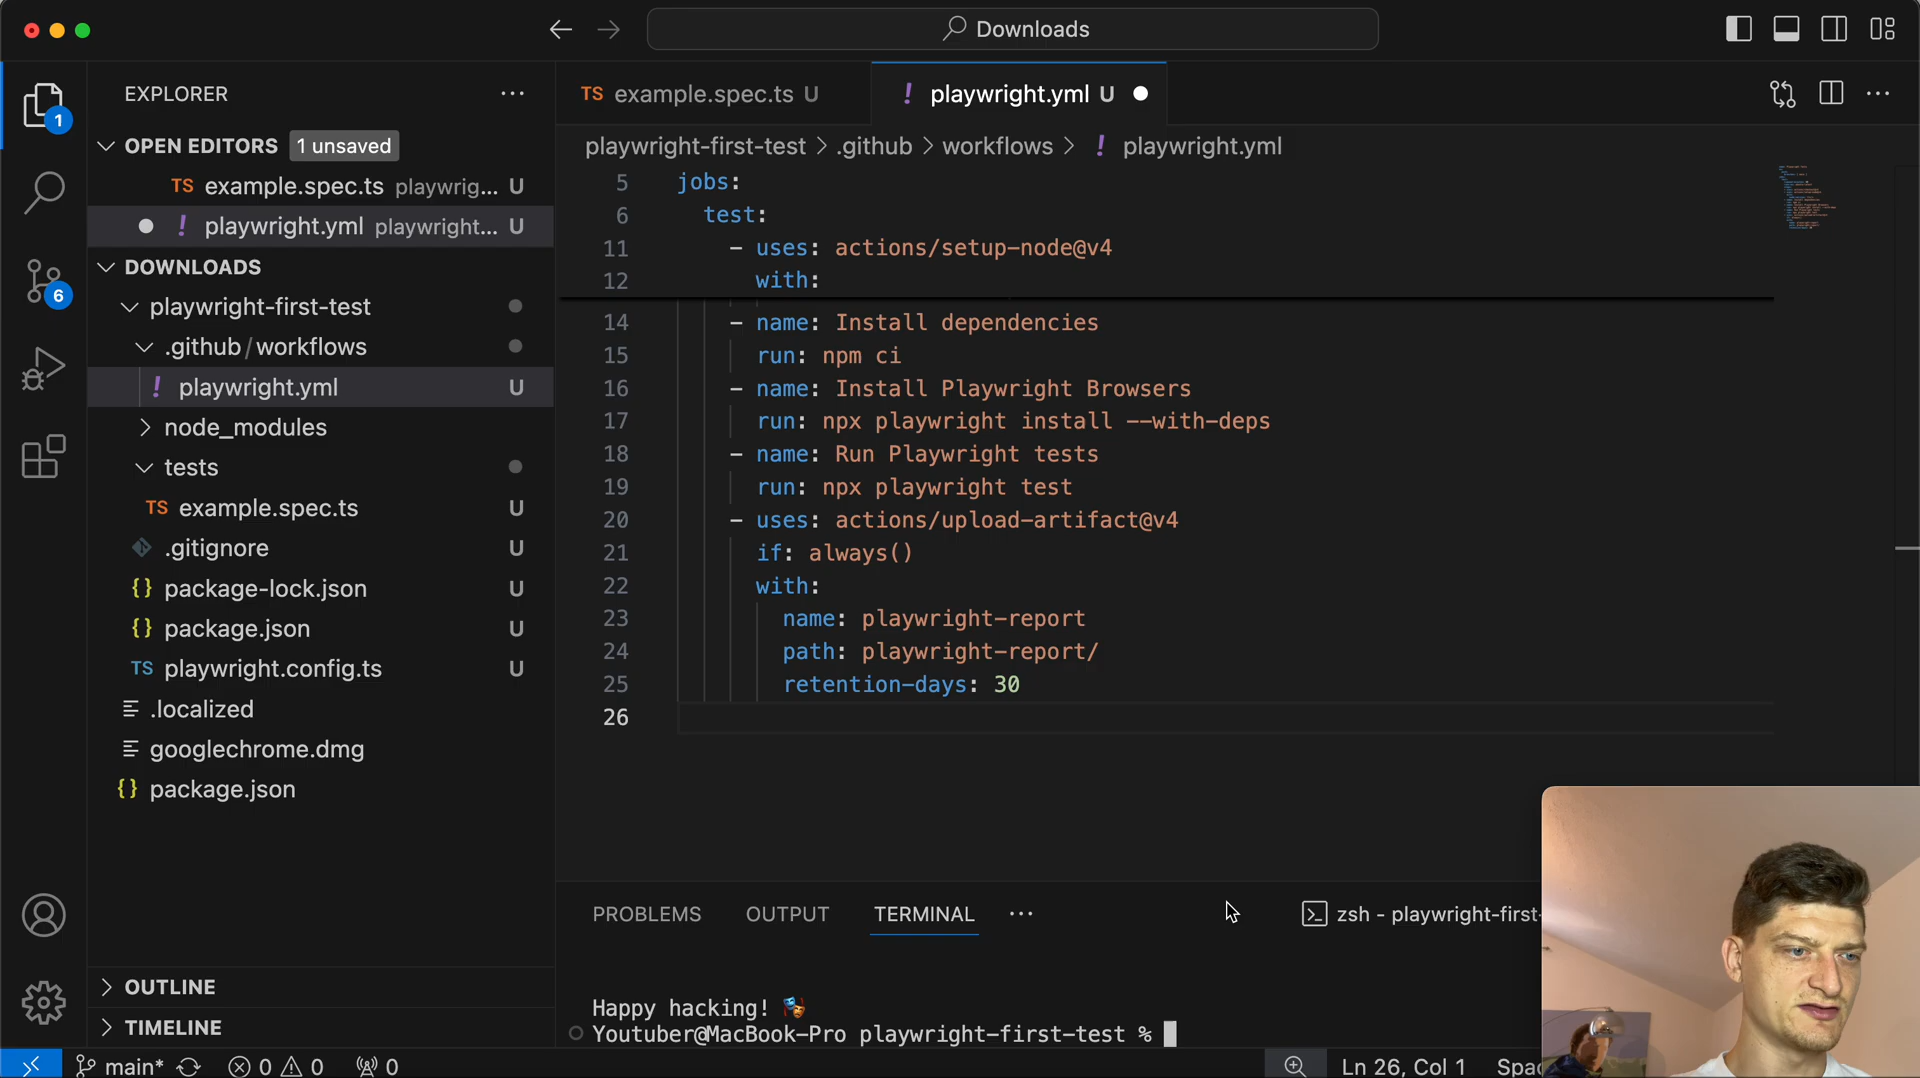 Downloads
EXPLORER
OPEN EDITORS 1 unsaved
TS example.spec.ts playwrig... U
! playwright.yml playwright... U
DOWNLOADS
playwright-first-test
.github/workflows
! playwright.yml U
node_modules
tests
TS example.spec.ts U
.gitignore U
{} package-lock.json U
{} package.json U
TS playwright.config.ts U
.localized
googlechrome.dmg
{} package.json
OUTLINE
TIMELINE
1
6
TS example.spec.ts U
! playwright.yml U
playwright-first-test > .github > workflows > ! playwright.yml
5 jobs:
6 test:
11 - uses: actions/setup-node@v4
12 with:
14 - name: Install dependencies
15 run: npm ci
16 - name: Install Playwright Browsers
17 run: npx playwright install --with-deps
18 - name: Run Playwright tests
19 run: npx playwright test
20 - uses: actions/upload-artifact@v4
21 if: always()
22 with:
23 name: playwright-report
24 path: playwright-report/
25 retention-days: 30
26
PROBLEMS OUTPUT TERMINAL ... zsh - playwright-first-
Happy hacking! 🎭
Youtuber@MacBook-Pro playwright-first-test %
main* 0 0 0 Ln 26, Col 1